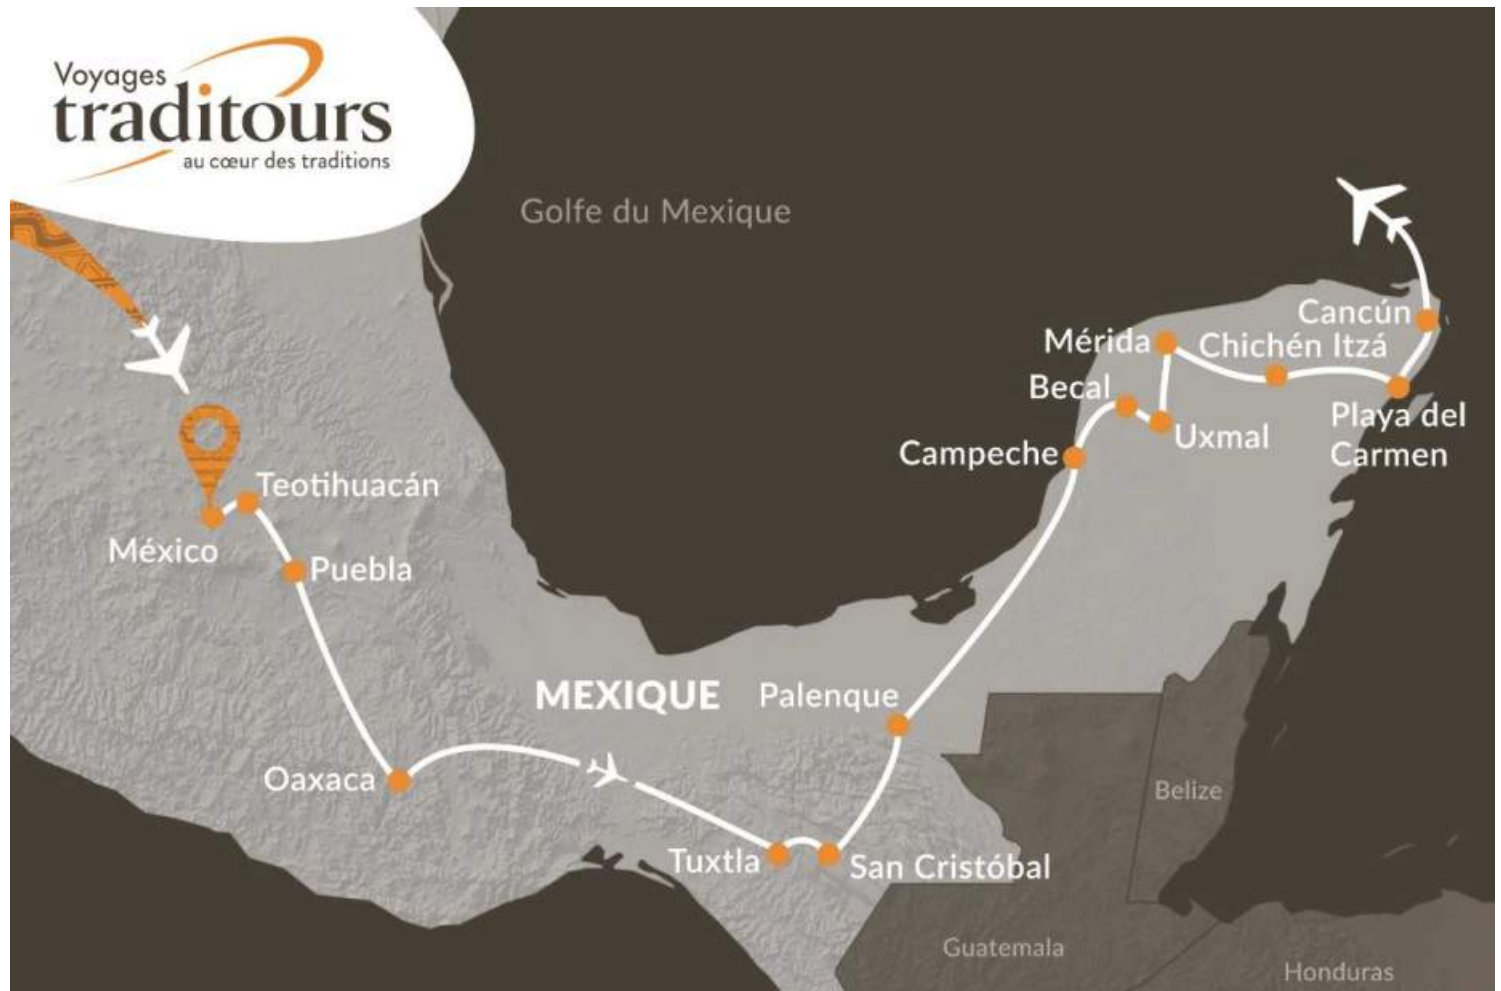 Voyages
traditours
au cœur des traditions
Golfe du Mexique
Cancún
Mérida
Chichén Itzá
Becal
Playa del
Carmen
Uxmal
Campeche
Teotihuacán
México
Puebla
MEXIQUE
Palenque
Oaxaca
Belize
Tuxtla
San Cristóbal
Guatemala
Honduras